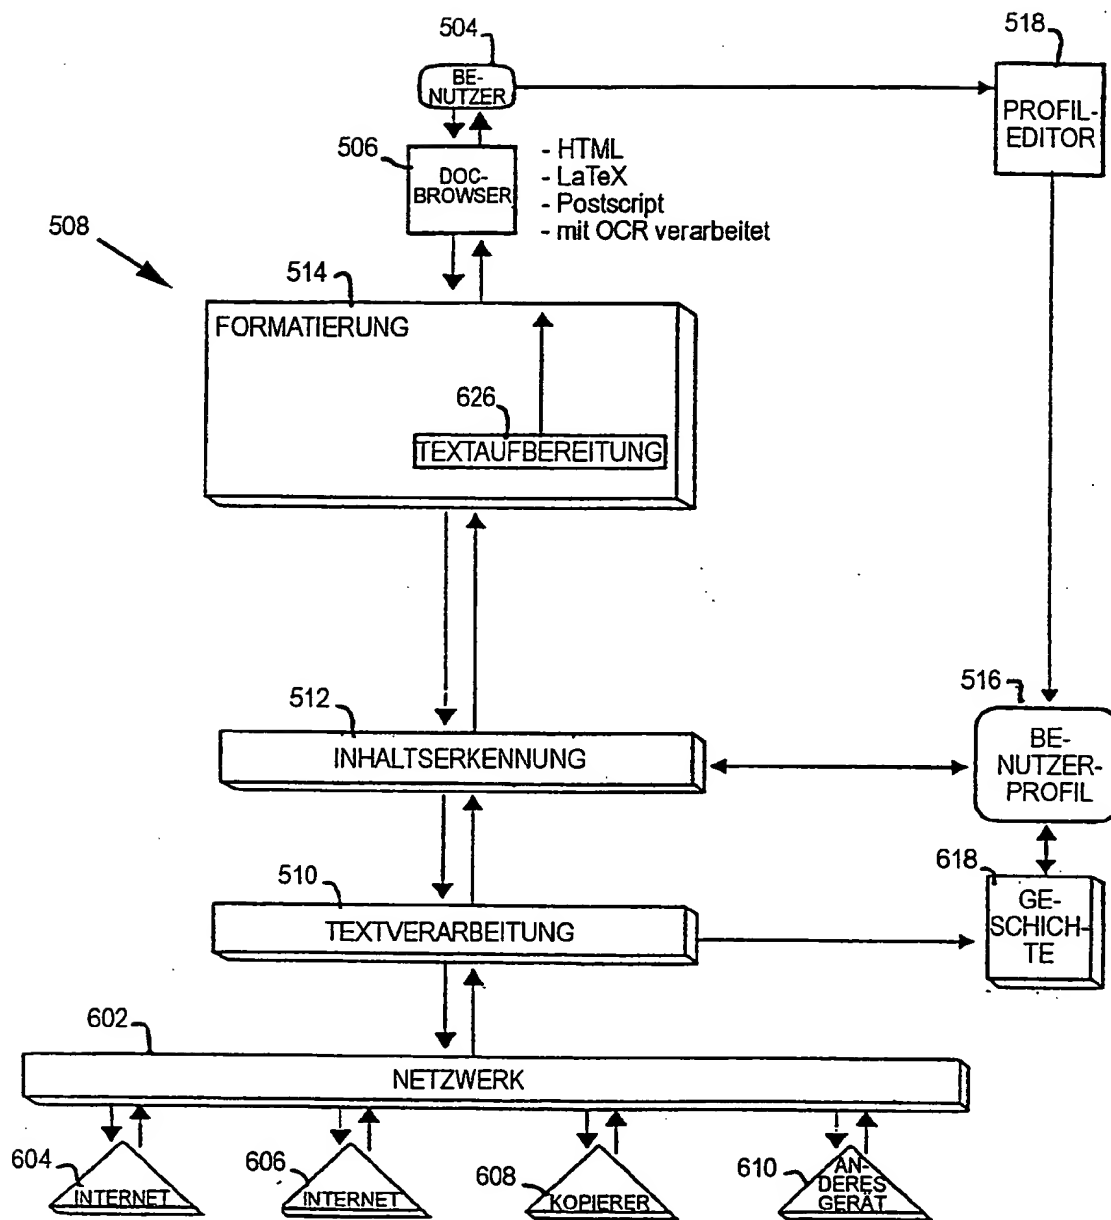 504
518
BE-
NUTZER
PROFIL-
EDITOR
506
DOC-
BROWSER
- HTML
- LaTeX
- Postscript
- mit OCR verarbeitet
508
514
FORMATIERUNG
626
TEXTAUFBEREITUNG
512
INHALTSERKENNUNG
516
BE-
NUTZER-
PROFIL
510
TEXTVERARBEITUNG
618
GE-
SCHICH-
TE
602
NETZWERK
604
INTERNET
606
INTERNET
608
KOPIERER
610
AN-
DERES
GERÄT